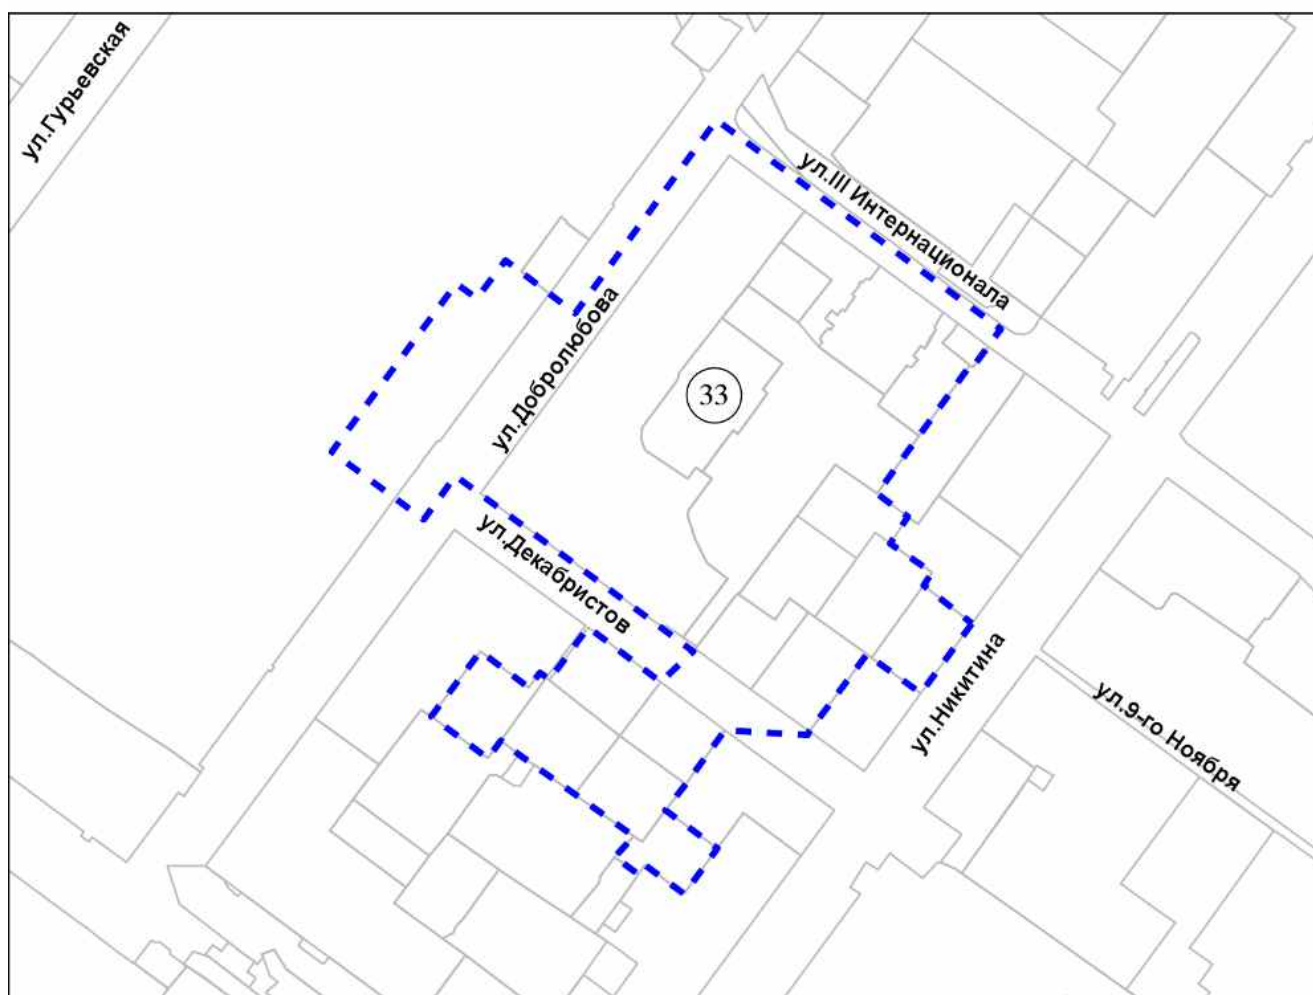 ул.Гурьевская
ул.III Интернационала
ул.Добролюбова
33
ул.Декабристов
ул.Никитина
ул.9-го Ноября